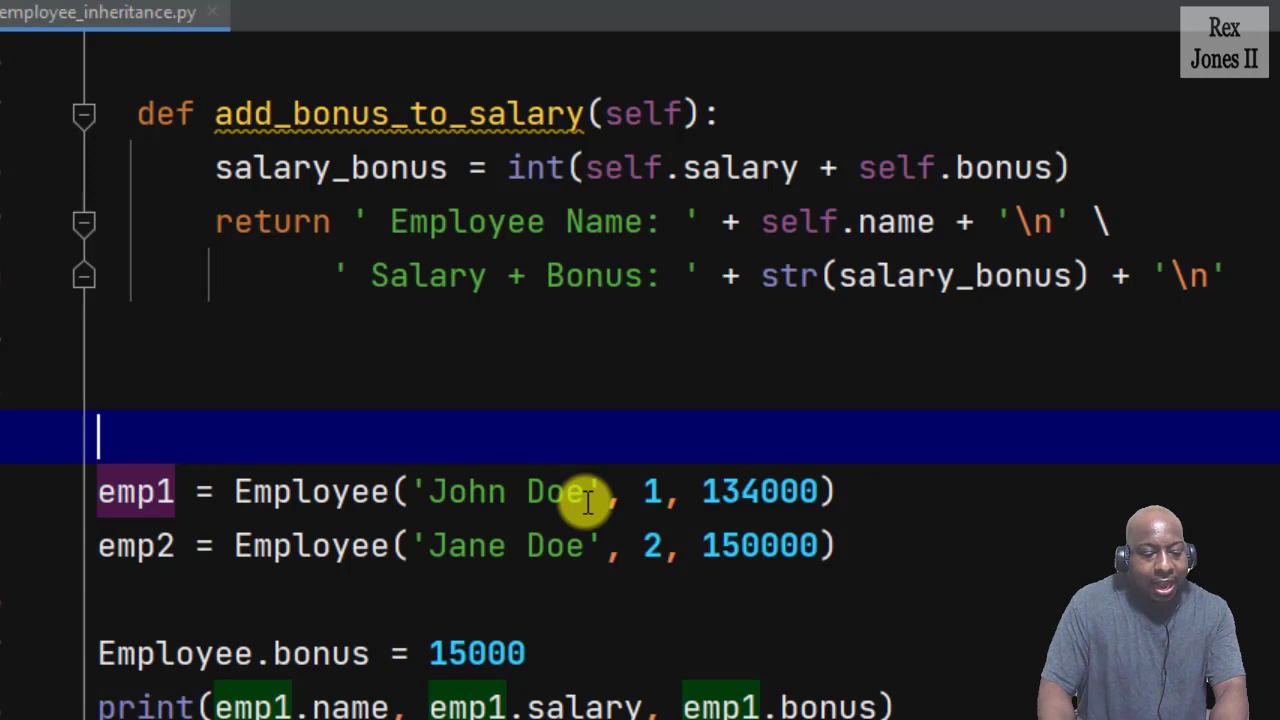 employee_inheritance.py
Rex
Jones II
def add_bonus_to_salary(self):
salary_bonus = int(self.salary + self.bonus)
return ' Employee Name: ' + self.name + '\n' \
' Salary + Bonus: ' + str(salary_bonus) + '\n'
emp1 = Employee('John Doe', 1, 134000)
emp2 = Employee('Jane Doe', 2, 150000)
Employee.bonus = 15000
print(emp1.name, emp1.salary, emp1.bonus)